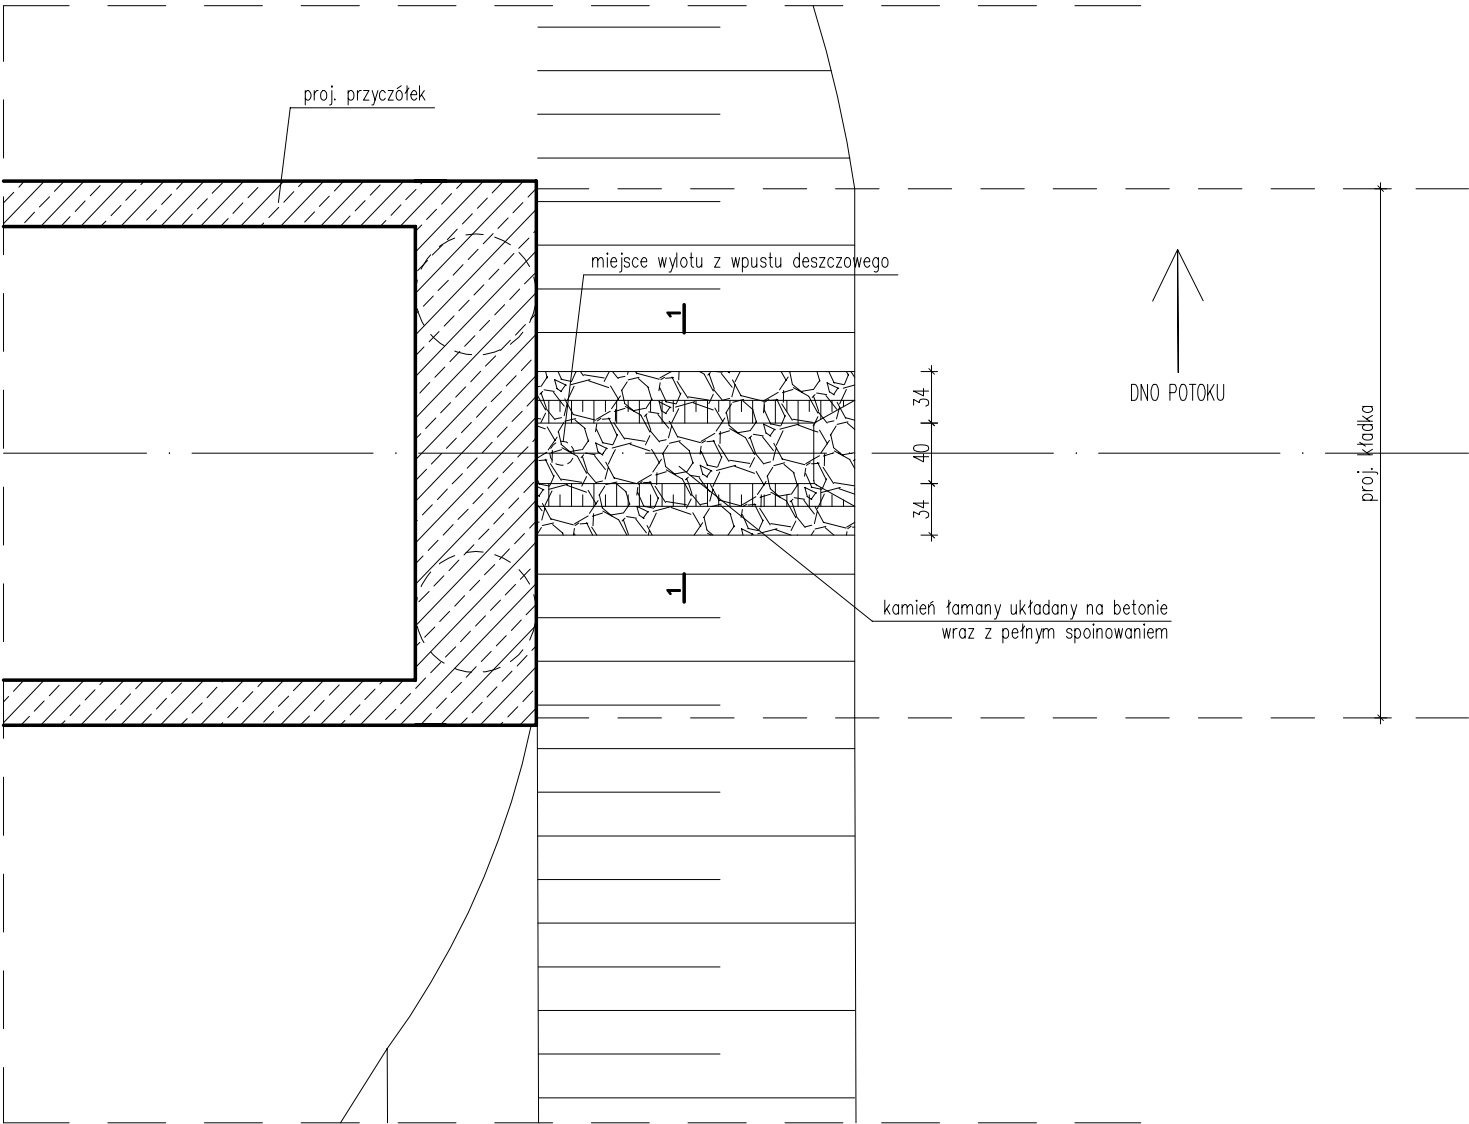 proj. przyczółek
miejsce wylotu z wpustu deszczowego
1
DNO POTOKU
34
40
34
proj. kładka
1
kamień łamany układany na betonie
wraz z pełnym spoinowaniem